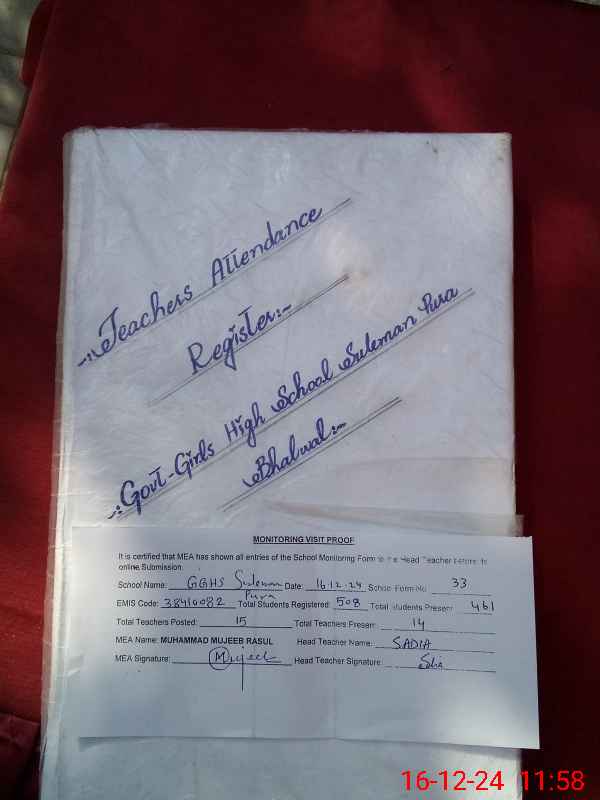 -:Teachers Attendance
Register:-
-:Govt-Girls High School Suleman Pura
Bhalwal:-
MONITORING VISIT PROOF
It is certified that MEA has shown all entries of the School Monitoring Form to the Head Teacher before its
online Submission.
School Name: GGHS Suleman Pura Date: 16.12.24 School Form No 33
EMIS Code: 38410082 Total Students Registered: 508 Total Students Present 461
Total Teachers Posted: 15 Total Teachers Present: 14
MEA Name: MUHAMMAD MUJEEB RASUL Head Teacher Name: SADIA
MEA Signature: Mujeeb Head Teacher Signature:
16-12-24 11:58